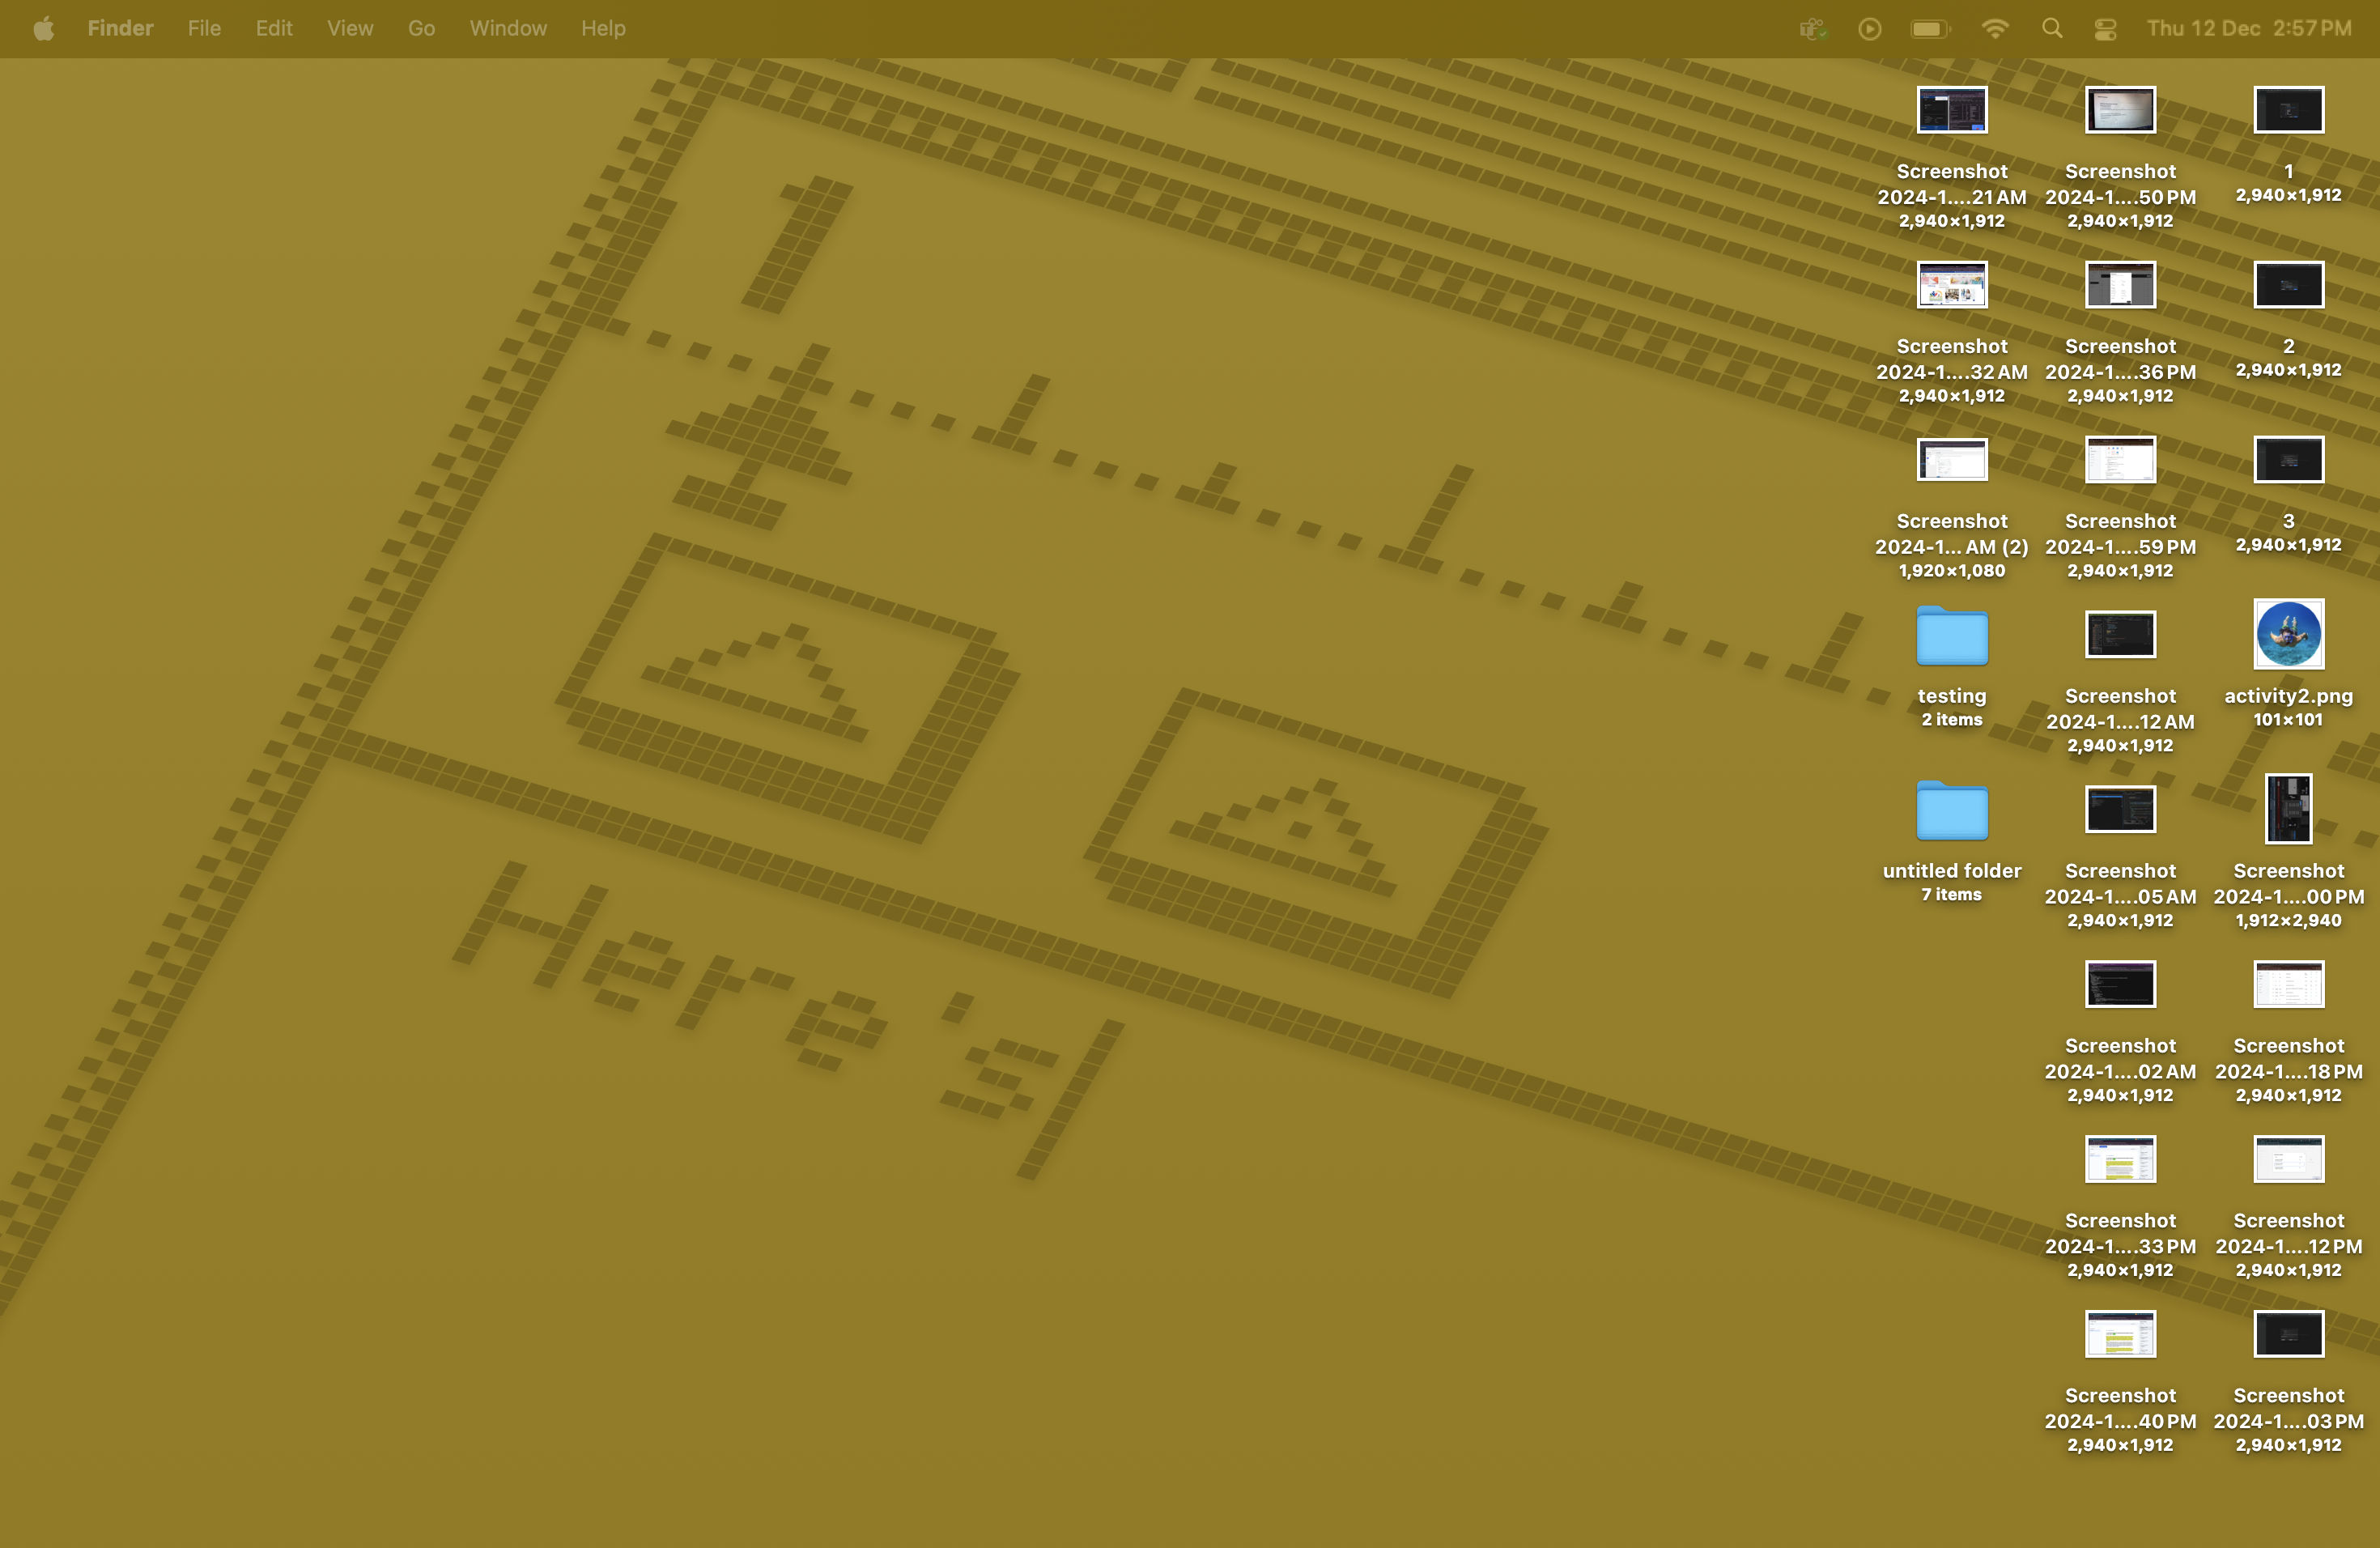 Finder File Edit View Go Window Help Thu 12 Dec 2:57 PM
Screenshot
2024-1....21 AM
2,940×1,912
Screenshot
2024-1....50 PM
2,940×1,912
1
2,940×1,912
Screenshot
2024-1....32 AM
2,940×1,912
Screenshot
2024-1....36 PM
2,940×1,912
2
2,940×1,912
Screenshot
2024-1... AM (2)
1,920×1,080
Screenshot
2024-1....59 PM
2,940×1,912
3
2,940×1,912
testing
2 items
Screenshot
2024-1....12 AM
2,940×1,912
activity2.png
101×101
untitled folder
7 items
Screenshot
2024-1....05 AM
2,940×1,912
Screenshot
2024-1....00 PM
1,912×2,940
Screenshot
2024-1....02 AM
2,940×1,912
Screenshot
2024-1....18 PM
2,940×1,912
Screenshot
2024-1....33 PM
2,940×1,912
Screenshot
2024-1....12 PM
2,940×1,912
Screenshot
2024-1....40 PM
2,940×1,912
Screenshot
2024-1....03 PM
2,940×1,912
1
Here's